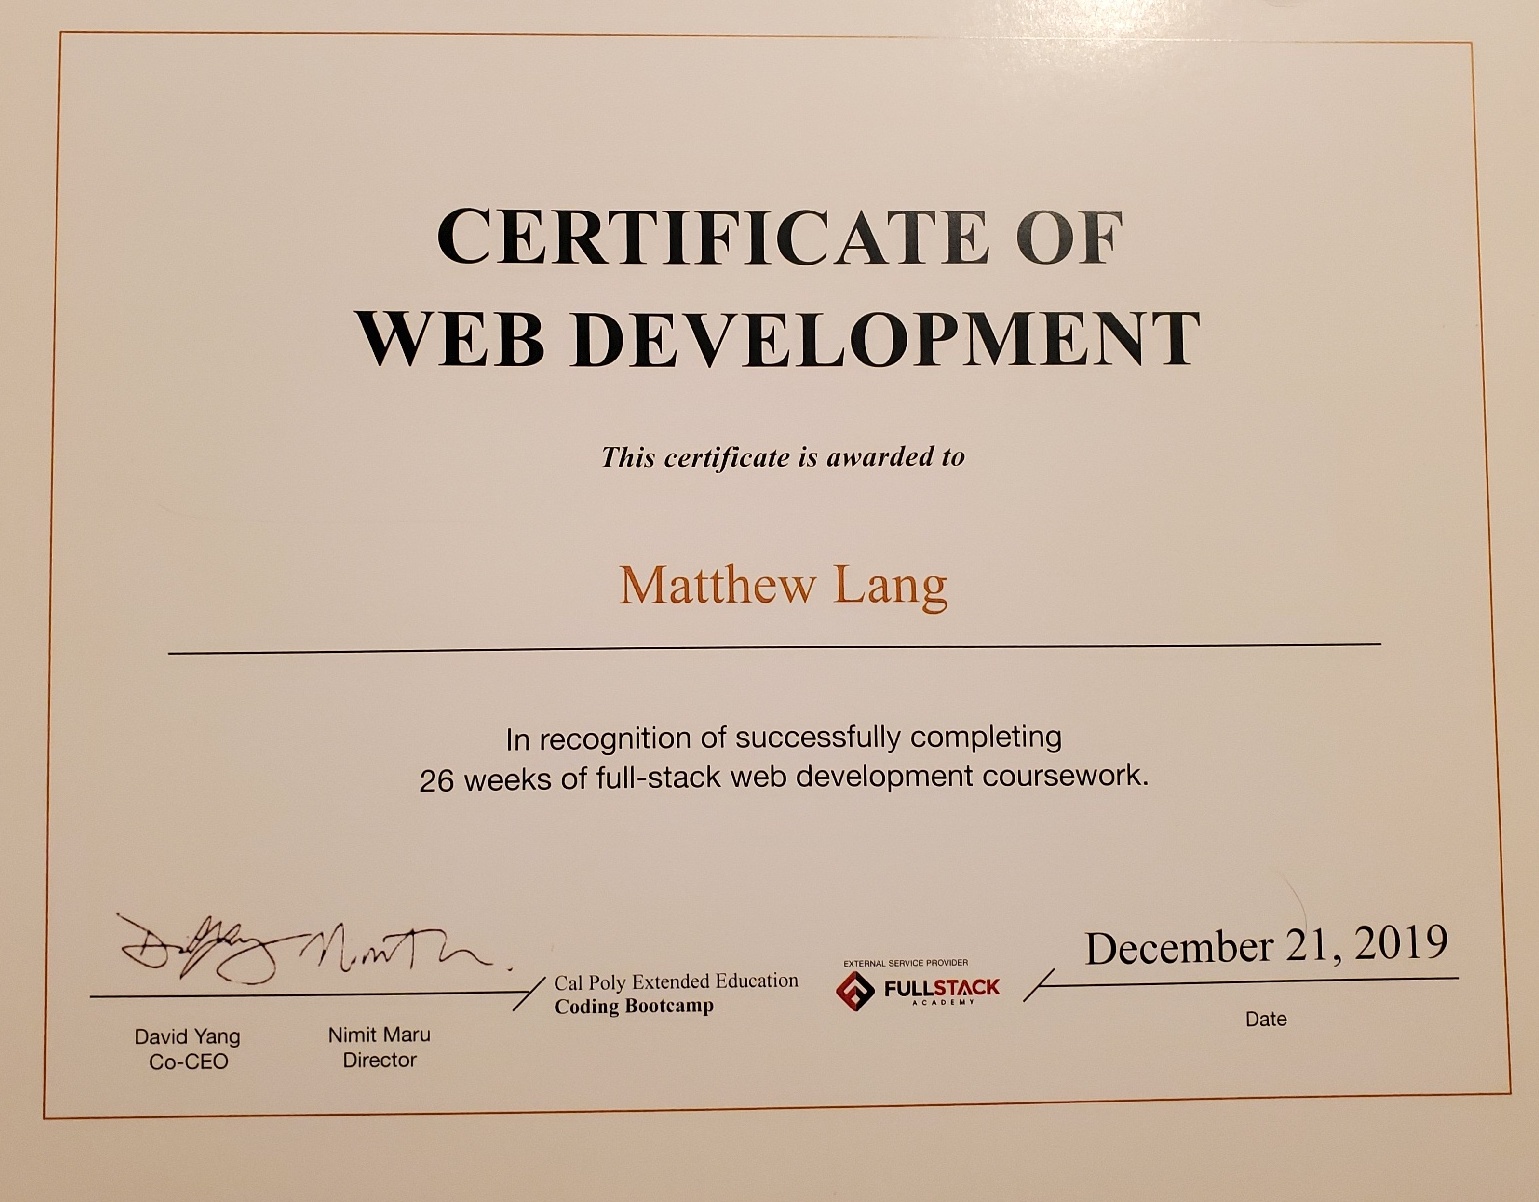 CERTIFICATE OF
WEB DEVELOPMENT
This certificate is awarded to
Matthew Lang
In recognition of successfully completing
26 weeks of full-stack web development coursework.
David Yang
Co-CEO
Nimit Maru
Director
Cal Poly Extended Education
Coding Bootcamp
EXTERNAL SERVICE PROVIDER
FULLSTACK
ACADEMY
December 21, 2019
Date